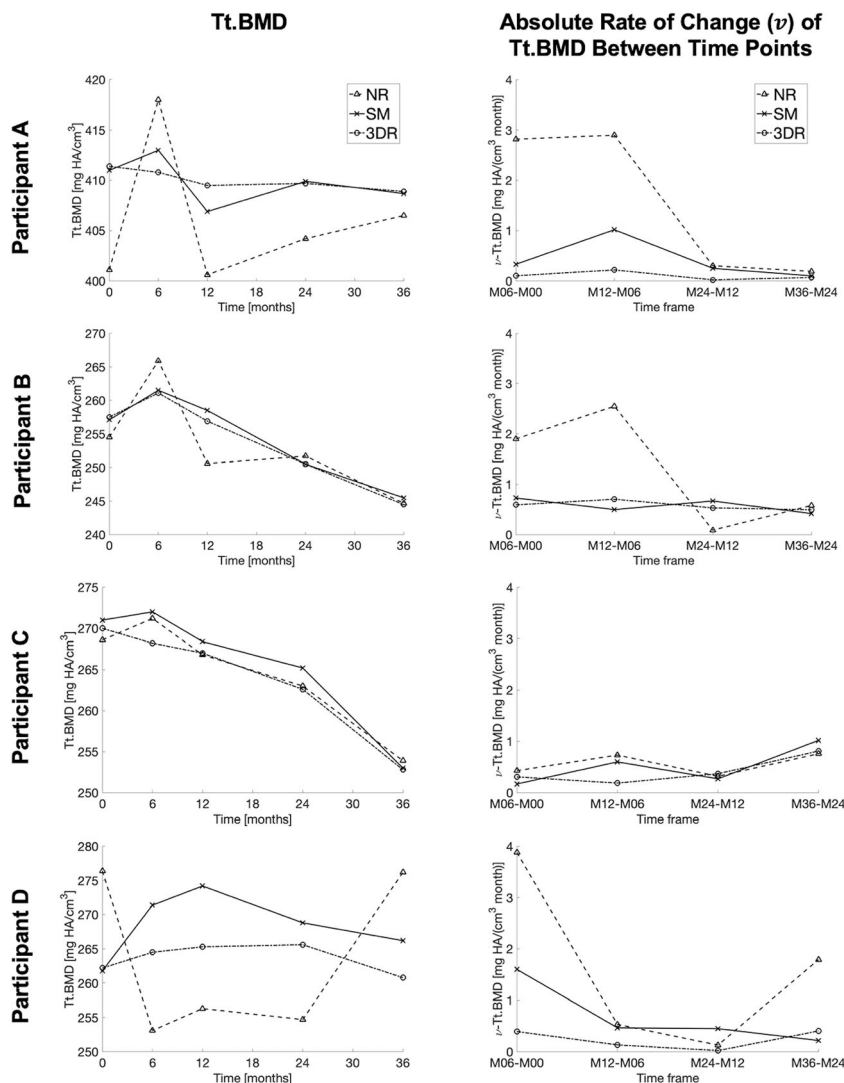 Tt.BMD
Absolute Rate of Change (ν) of
Tt.BMD Between Time Points
Participant A
Tt.BMD [mg HA/cm³]
420
415
410
405
400
0 6 12 24 36
Time [months]
NR
SM
3DR
ν-Tt.BMD [mg HA/(cm³ month)]
4
3
2
1
0
M06-M00 M12-M06 M24-M12 M36-M24
Time frame
NR
SM
3DR
Participant B
Tt.BMD [mg HA/cm³]
270
265
260
255
250
245
240
0 6 12 24 36
Time [months]
ν-Tt.BMD [mg HA/(cm³ month)]
4
3
2
1
0
M06-M00 M12-M06 M24-M12 M36-M24
Time frame
Participant C
Tt.BMD [mg HA/cm³]
275
270
265
260
255
250
0 6 12 24 36
Time [months]
ν-Tt.BMD [mg HA/(cm³ month)]
4
3
2
1
0
M06-M00 M12-M06 M24-M12 M36-M24
Time frame
Participant D
Tt.BMD [mg HA/cm³]
280
275
270
265
260
255
250
0 6 12 24 36
Time [months]
ν-Tt.BMD [mg HA/(cm³ month)]
4
3
2
1
0
M06-M00 M12-M06 M24-M12 M36-M24
Time frame